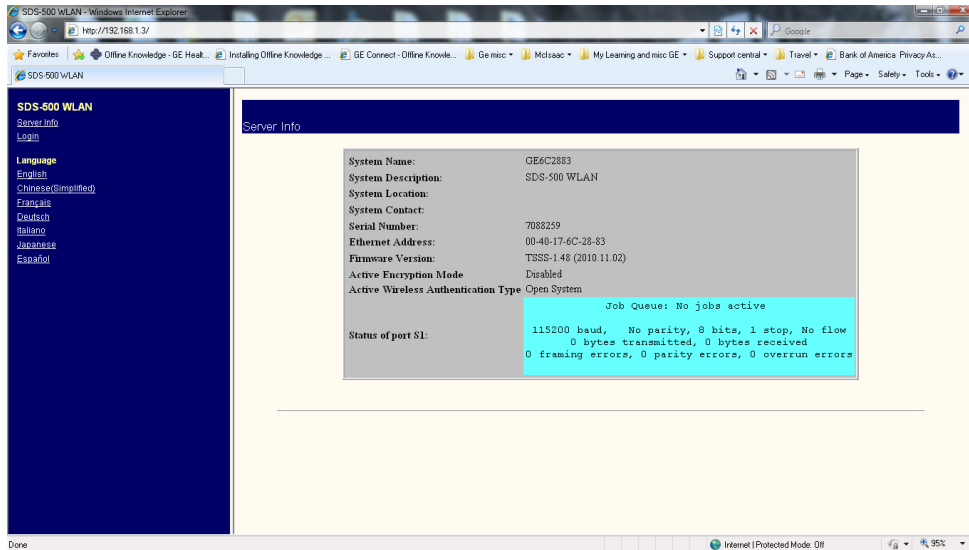 SDS-500 WLAN - Windows Internet Explorer
http://192.168.1.3/
Google
Favorites
Offline Knowledge - GE Healt...
Installing Offline Knowledge ...
GE Connect - Offline Knowle...
Ge misc
McIsaac
My Learning and misc GE
Support central
Travel
Bank of America Privacy As...
SDS-500 WLAN
Page
Safety
Tools
SDS-500 WLAN
Server Info
Login
Language
English
Chinese(Simplified)
Français
Deutsch
Italiano
Japanese
Español
Server Info
System Name: GE6C2883
System Description: SDS-500 WLAN
System Location:
System Contact:
Serial Number: 7088259
Ethernet Address: 00-40-17-6C-28-83
Firmware Version: TSSS-1.48 (2010.11.02)
Active Encryption Mode Disabled
Active Wireless Authentication Type Open System
Status of port S1:
Job Queue: No jobs active
115200 baud, No parity, 8 bits, 1 stop, No flow
0 bytes transmitted, 0 bytes received
0 framing errors, 0 parity errors, 0 overrun errors
Done
Internet | Protected Mode: Off
95%